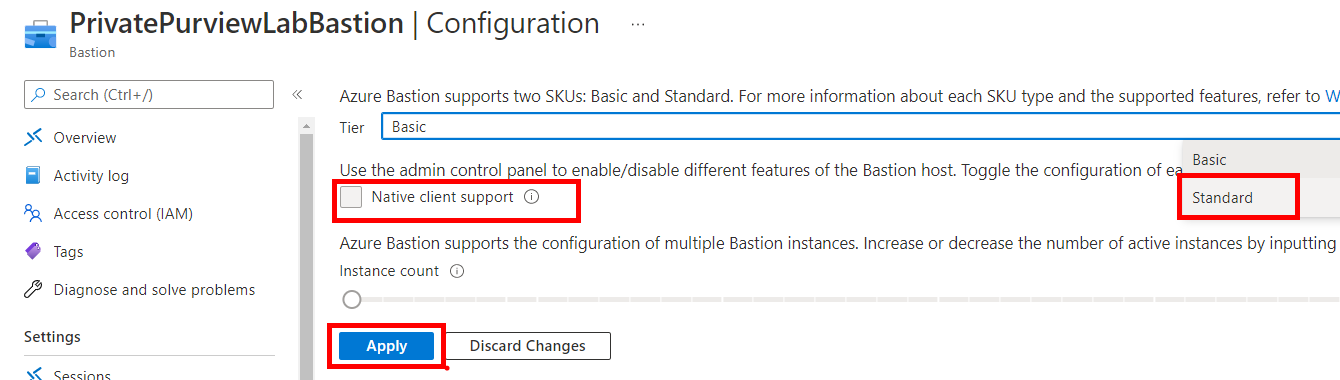 PrivatePurviewLabBastion | Configuration ...
Bastion
Search (Ctrl+/)
«
Overview
Activity log
Access control (IAM)
Tags
Diagnose and solve problems
Settings
Sessions
Azure Bastion supports two SKUs: Basic and Standard. For more information about each SKU type and the supported features, refer to W
Tier Basic
Basic
Standard
Use the admin control panel to enable/disable different features of the Bastion host. Toggle the configuration of ea
Native client support
Azure Bastion supports the configuration of multiple Bastion instances. Increase or decrease the number of active instances by inputting
Instance count
Apply Discard Changes